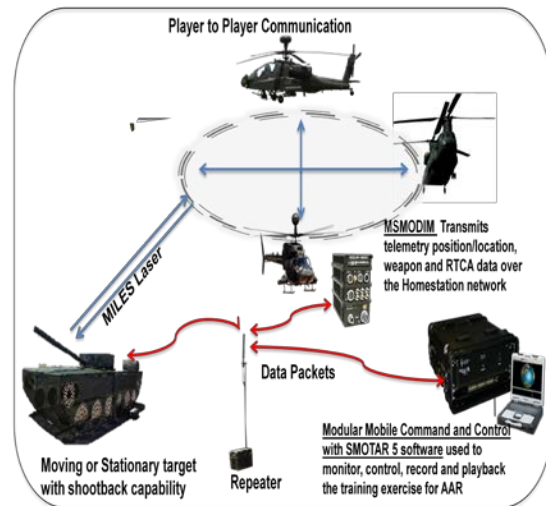 Player to Player Communication
MSMODIM Transmits
telemetry position/location,
weapon and RTCA data over
the Homestation network
MILES Laser
Data Packets
Moving or Stationary target
with shootback capability
Repeater
Modular Mobile Command and Control
with SMOTAR 5 software used to
monitor, control, record and playback
the training exercise for AAR